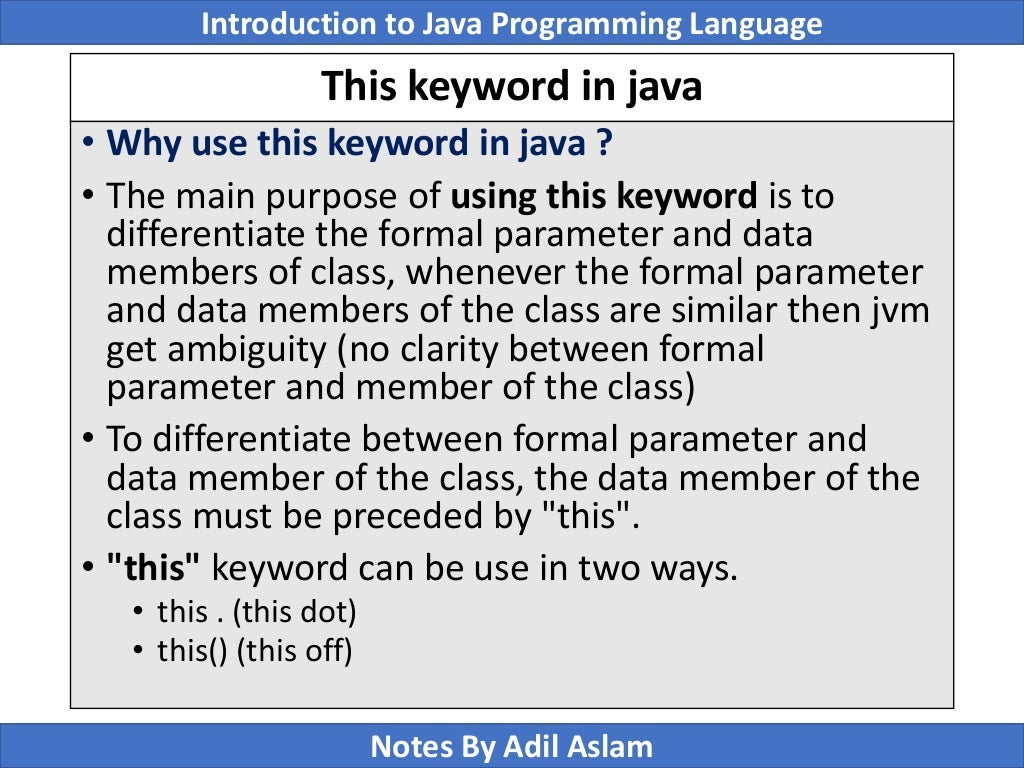 Introduction to Java Programming Language
This keyword in java
• Why use this keyword in java ?
• The main purpose of using this keyword is to
differentiate the formal parameter and data
members of class, whenever the formal parameter
and data members of the class are similar then jvm
get ambiguity (no clarity between formal
parameter and member of the class)
• To differentiate between formal parameter and
data member of the class, the data member of the
class must be preceded by "this".
• "this" keyword can be use in two ways.
• this . (this dot)
• this() (this off)
Notes By Adil Aslam